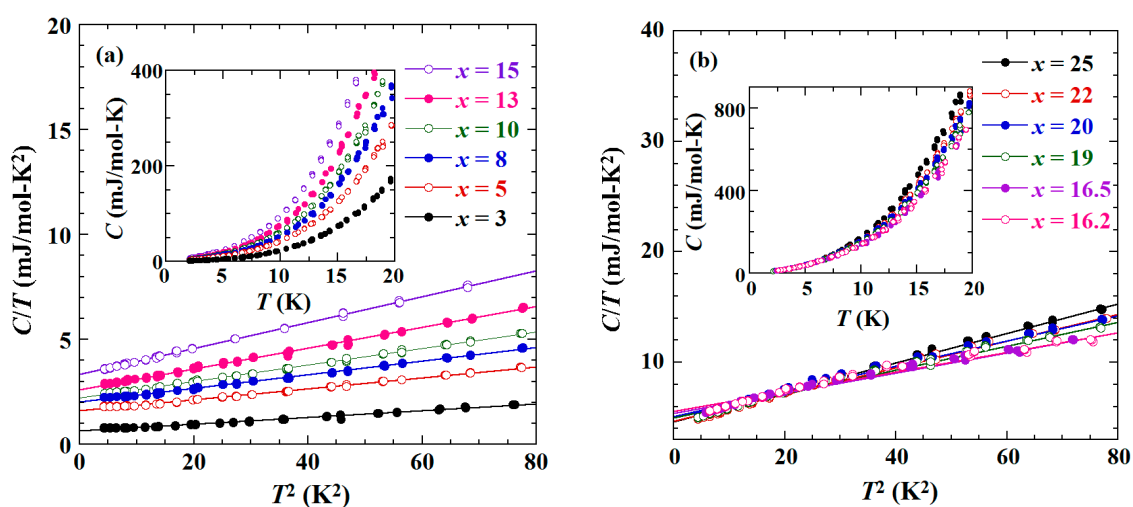 (a)
20
15
10
5
0
C/T (mJ/mol-K²)
0 20 40 60 80
T² (K²)
400
200
0
C (mJ/mol-K)
0 5 10 15 20
T (K)
x = 15
x = 13
x = 10
x = 8
x = 5
x = 3
(b)
40
30
20
10
C/T (mJ/mol-K²)
0 20 40 60 80
T² (K²)
800
400
0
C (mJ/mol-K)
0 5 10 15 20
T (K)
x = 25
x = 22
x = 20
x = 19
x = 16.5
x = 16.2